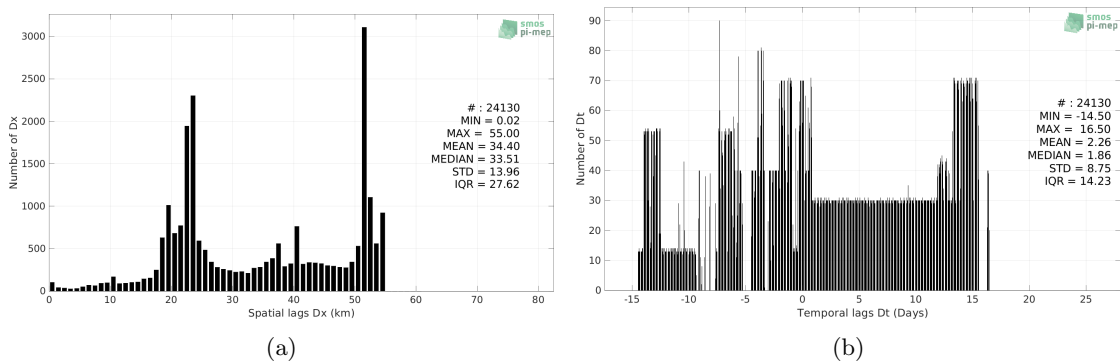 smos
pi-mep
3000
2500
2000
1500
1000
500
0
Number of Dx
# : 24130
MIN = 0.02
MAX = 55.00
MEAN = 34.40
MEDIAN = 33.51
STD = 13.96
IQR = 27.62
0 10 20 30 40 50 60 70 80
Spatial lags Dx (km)
(a)
smos
pi-mep
90
80
70
60
50
40
30
20
10
0
Number of Dt
# : 24130
MIN = -14.50
MAX = 16.50
MEAN = 2.26
MEDIAN = 1.86
STD = 8.75
IQR = 14.23
-15 -10 -5 0 5 10 15 20 25
Temporal lags Dt (Days)
(b)